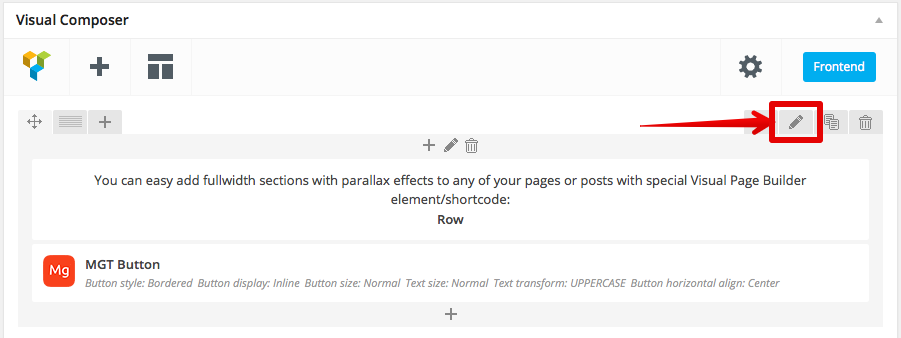 Visual Composer
Frontend
You can easy add fullwidth sections with parallax effects to any of your pages or posts with special Visual Page Builder
element/shortcode:
Row
Mg
MGT Button
Button style: Bordered Button display: Inline Button size: Normal Text size: Normal Text transform: UPPERCASE Button horizontal align: Center